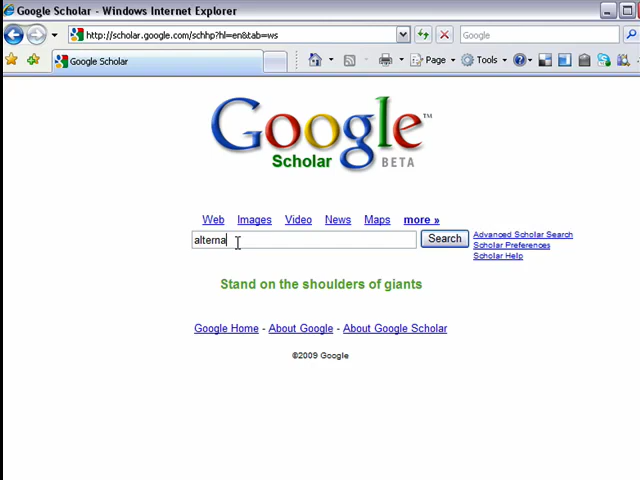 Google Scholar - Windows Internet Explorer
http://scholar.google.com/schhp?hl=en&tab=ws
Google
Google Scholar
Page
Tools
Google™
Scholar BETA
Web Images Video News Maps more »
alterna
Search
Advanced Scholar Search
Scholar Preferences
Scholar Help
Stand on the shoulders of giants
Google Home - About Google - About Google Scholar
©2009 Google